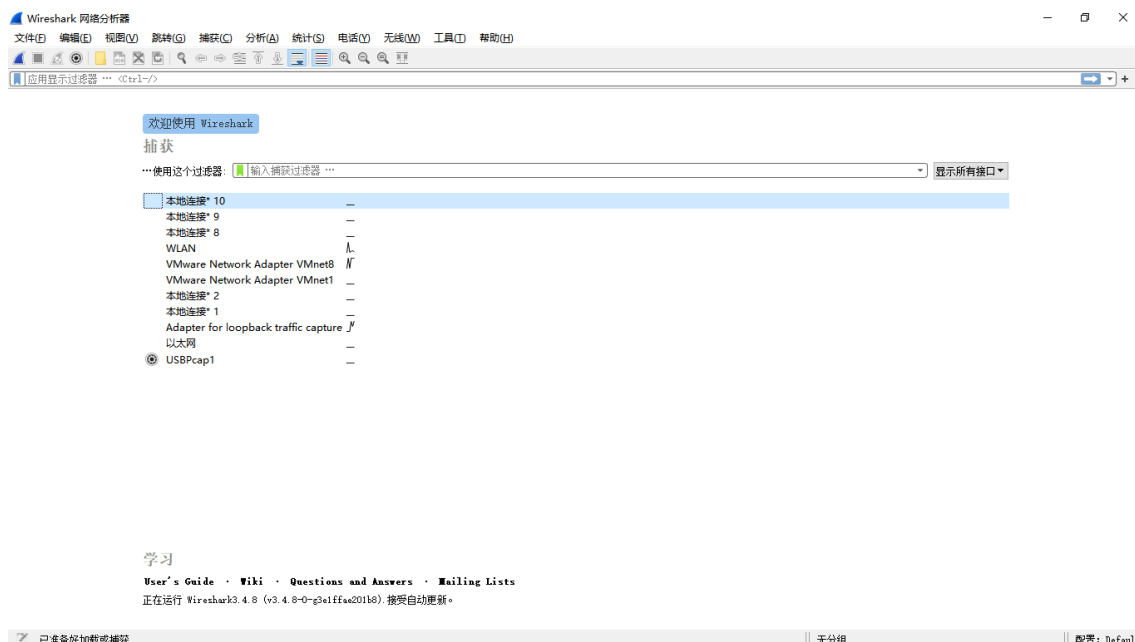 Wireshark 网络分析器
文件(F) 编辑(E) 视图(V) 跳转(G) 捕获(C) 分析(A) 统计(S) 电话(Y) 无线(W) 工具(T) 帮助(H)
应用显示过滤器 … <Ctrl-/>
欢迎使用 Wireshark
捕获
…使用这个过滤器: 输入捕获过滤器 … 显示所有接口
本地连接* 10
本地连接* 9
本地连接* 8
WLAN
VMware Network Adapter VMnet8
VMware Network Adapter VMnet1
本地连接* 2
本地连接* 1
Adapter for loopback traffic capture
以太网
USBPcap1
学习
User's Guide · Wiki · Questions and Answers · Mailing Lists
正在运行 Wireshark3.4.8 (v3.4.8-0-g3e1ffae201b8).接受自动更新。
已准备好加载或捕获 无分组 配置: Defaul